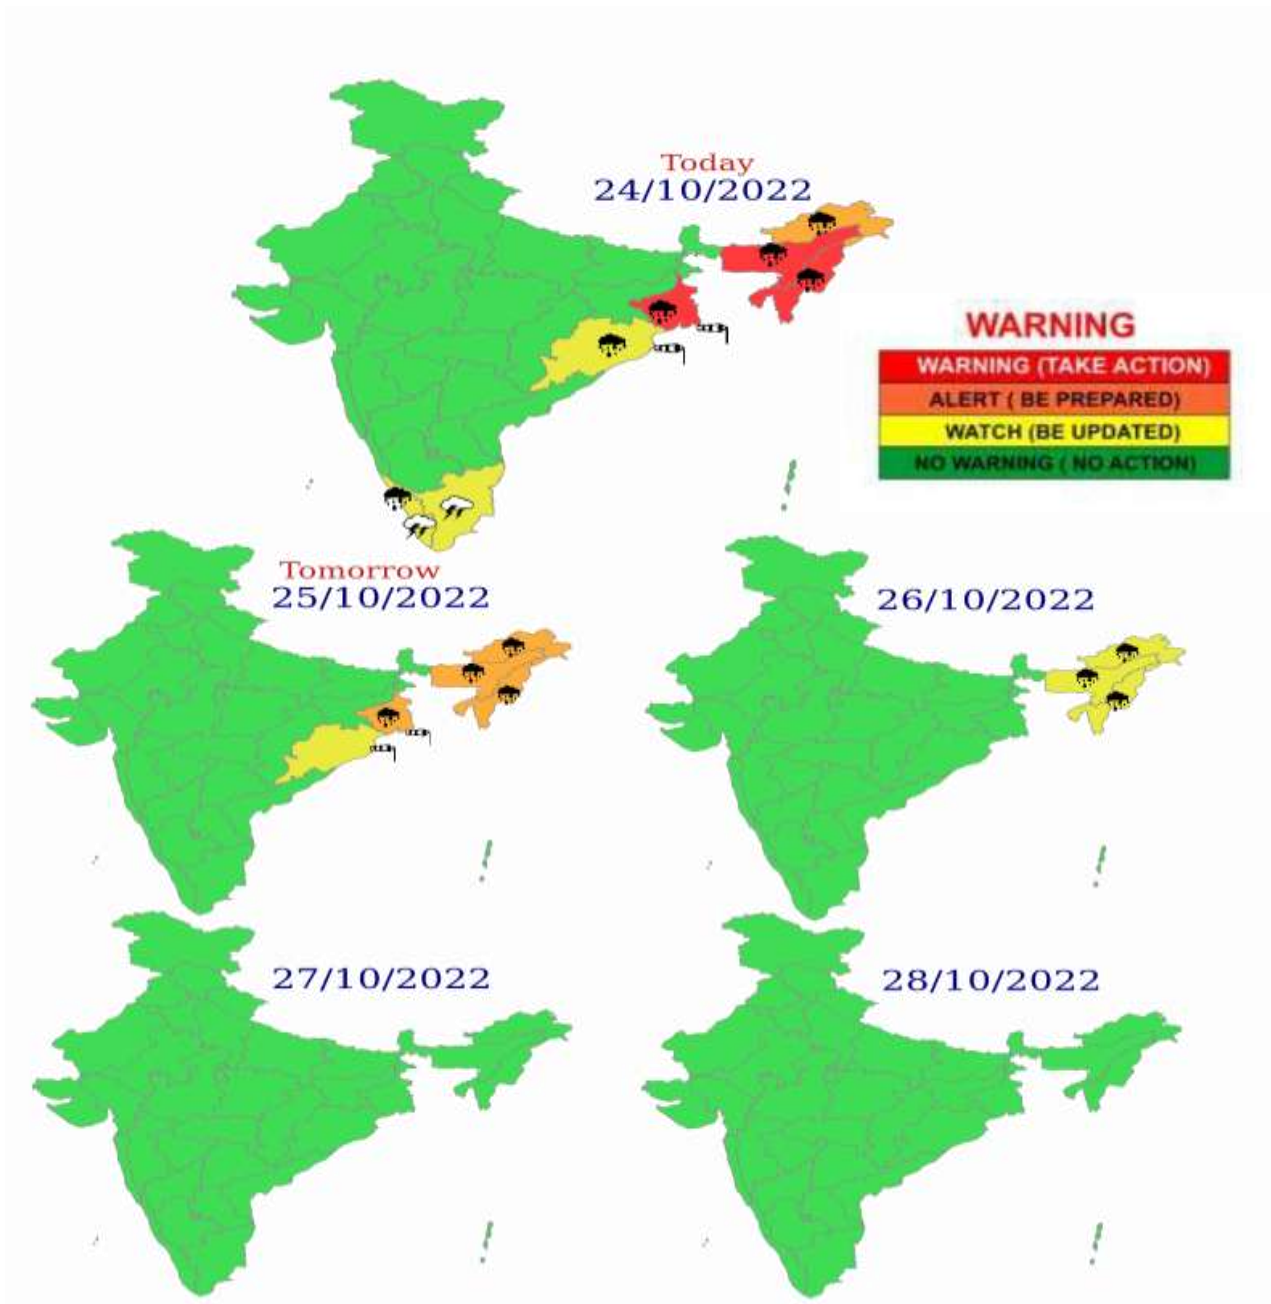 Today
24/10/2022
WARNING
WARNING (TAKE ACTION)
ALERT ( BE PREPARED)
WATCH (BE UPDATED)
NO WARNING ( NO ACTION)
Tomorrow
25/10/2022
26/10/2022
27/10/2022
28/10/2022